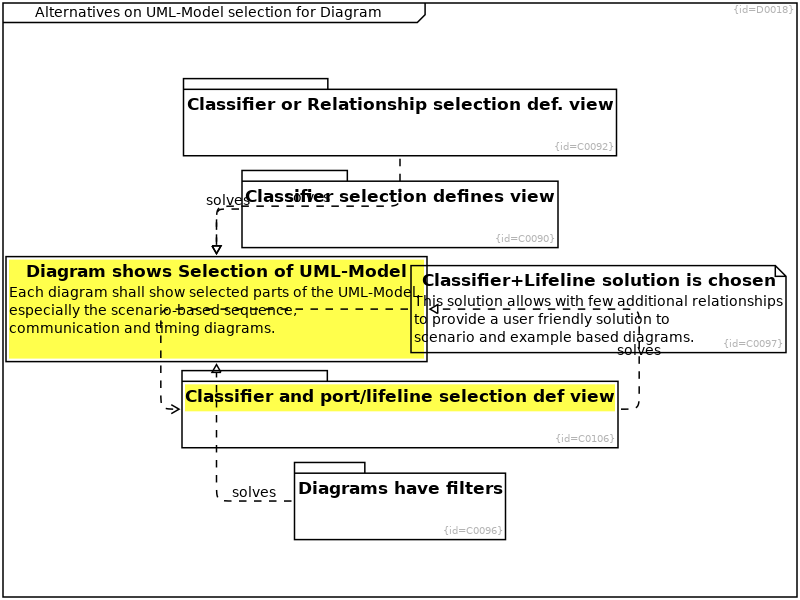 Alternatives on UML-Model selection for Diagram
{id=D0018}
Classifier or Relationship selection def. view
{id=C0092}
solves
solves
Classifier selection defines view
{id=C0090}
Diagram shows Selection of UML-Model
Each diagram shall show selected parts of the UML-Model,
especially the scenario-based sequence,
communication and timing diagrams.
Classifier+Lifeline solution is chosen
This solution allows with few additional relationships
to provide a user friendly solution to
scenario and example based diagrams.
{id=C0097}
solves
Classifier and port/lifeline selection def view
{id=C0106}
solves
Diagrams have filters
{id=C0096}